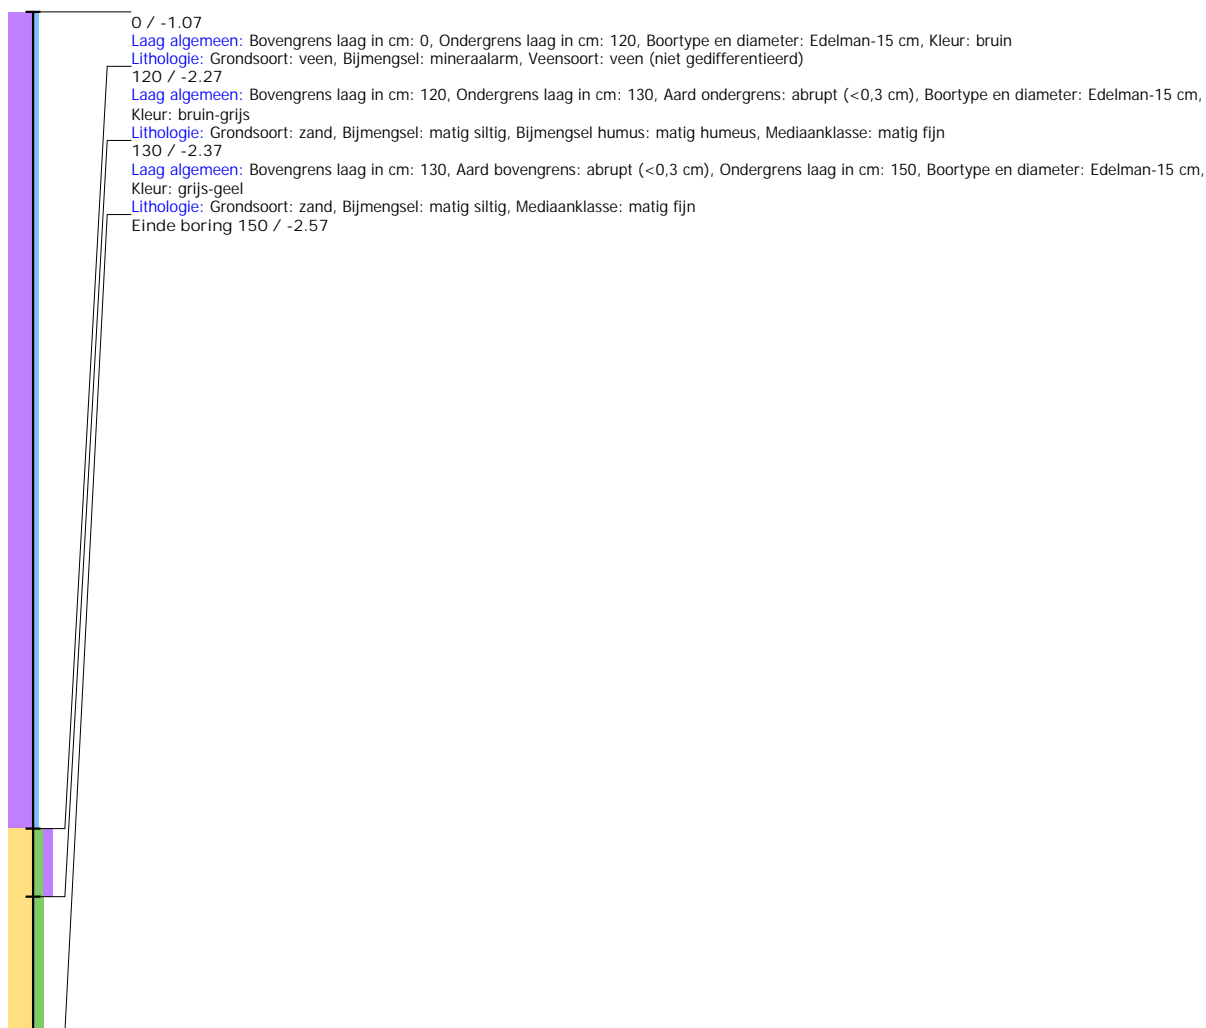 0 / -1.07
Laag algemeen: Bovengrens laag in cm: 0, Ondergrens laag in cm: 120, Boortype en diameter: Edelman-15 cm, Kleur: bruin
Lithologie: Grondsoort: veen, Bijmengsel: mineraalarm, Veensoort: veen (niet gedifferentieerd)
120 / -2.27
Laag algemeen: Bovengrens laag in cm: 120, Ondergrens laag in cm: 130, Aard ondergrens: abrupt (<0,3 cm), Boortype en diameter: Edelman-15 cm,
Kleur: bruin-grijs
Lithologie: Grondsoort: zand, Bijmengsel: matig siltig, Bijmengsel humus: matig humeus, Mediaanklasse: matig fijn
130 / -2.37
Laag algemeen: Bovengrens laag in cm: 130, Aard bovengrens: abrupt (<0,3 cm), Ondergrens laag in cm: 150, Boortype en diameter: Edelman-15 cm,
Kleur: grijs-geel
Lithologie: Grondsoort: zand, Bijmengsel: matig siltig, Mediaanklasse: matig fijn
Einde boring 150 / -2.57